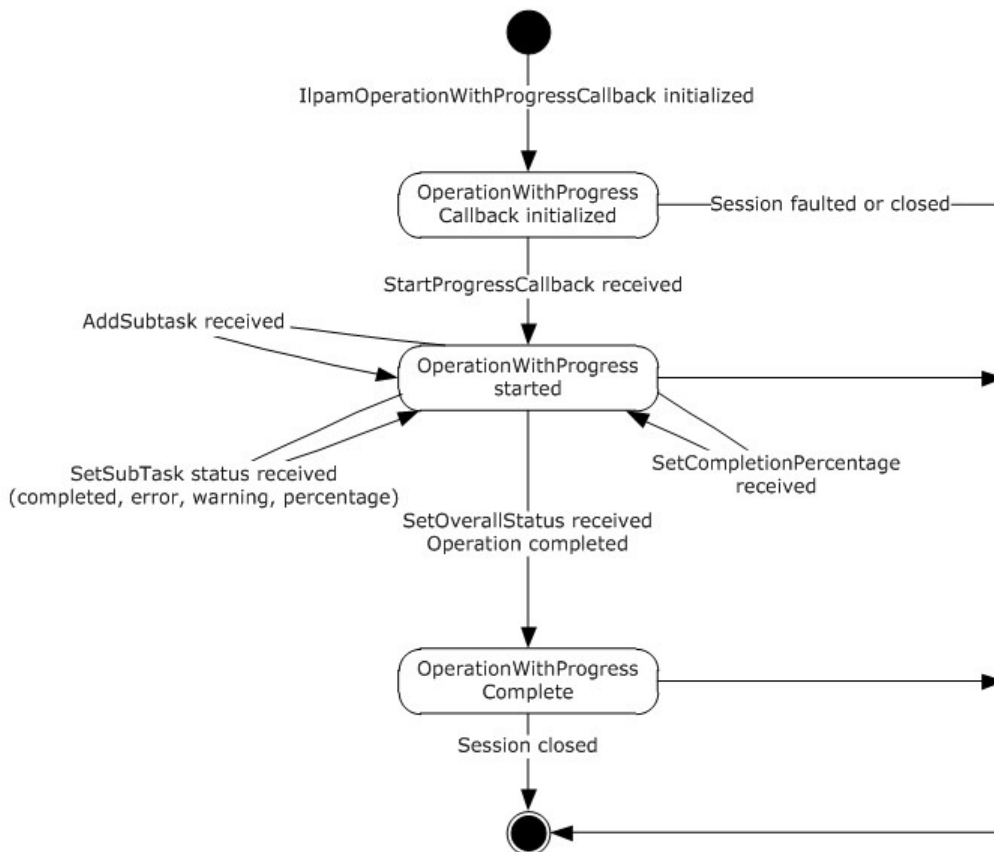 IlpamOperationWithProgressCallback initialized
OperationWithProgress
Callback initialized
Session faulted or closed
StartProgressCallback received
AddSubtask received
OperationWithProgress
started
SetSubTask status received
(completed, error, warning, percentage)
SetCompletionPercentage
received
SetOverallStatus received
Operation completed
OperationWithProgress
Complete
Session closed